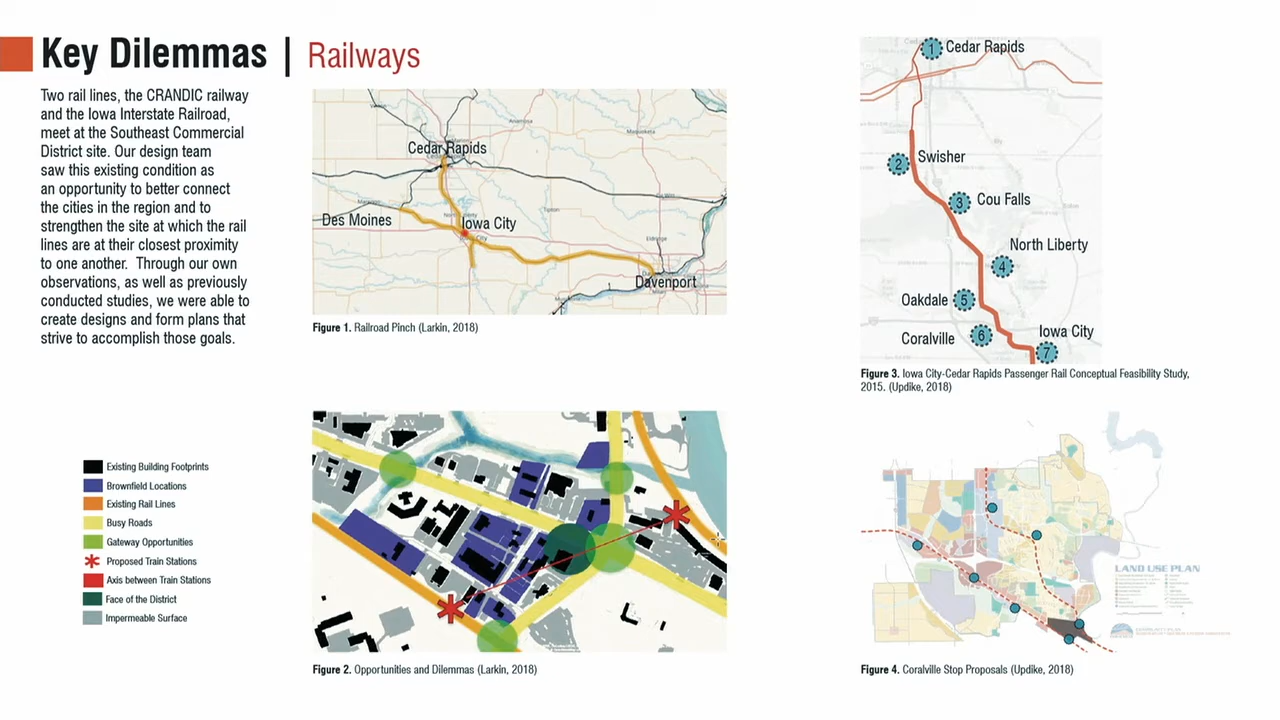 Key Dilemmas | Railways
Two rail lines, the CRANDIC railway
and the Iowa Interstate Railroad,
meet at the Southeast Commercial
District site. Our design team
saw this existing condition as
an opportunity to better connect
the cities in the region and to
strengthen the site at which the rail
lines are at their closest proximity
to one another. Through our own
observations, as well as previously
conducted studies, we were able to
create designs and form plans that
strive to accomplish those goals.
Cedar Rapids
Des Moines
Iowa City
Davenport
Figure 1. Railroad Pinch (Larkin, 2018)
1 Cedar Rapids
2 Swisher
3 Cou Falls
North Liberty
4
Oakdale 5
Coralville 6
Iowa City
7
Figure 3. Iowa City-Cedar Rapids Passenger Rail Conceptual Feasibility Study,
2015. (Updike, 2018)
Existing Building Footprints
Brownfield Locations
Existing Rail Lines
Busy Roads
Gateway Opportunities
Proposed Train Stations
Axis between Train Stations
Face of the District
Impermeable Surface
Figure 2. Opportunities and Dilemmas (Larkin, 2018)
LAND USE PLAN
Figure 4. Coralville Stop Proposals (Updike, 2018)